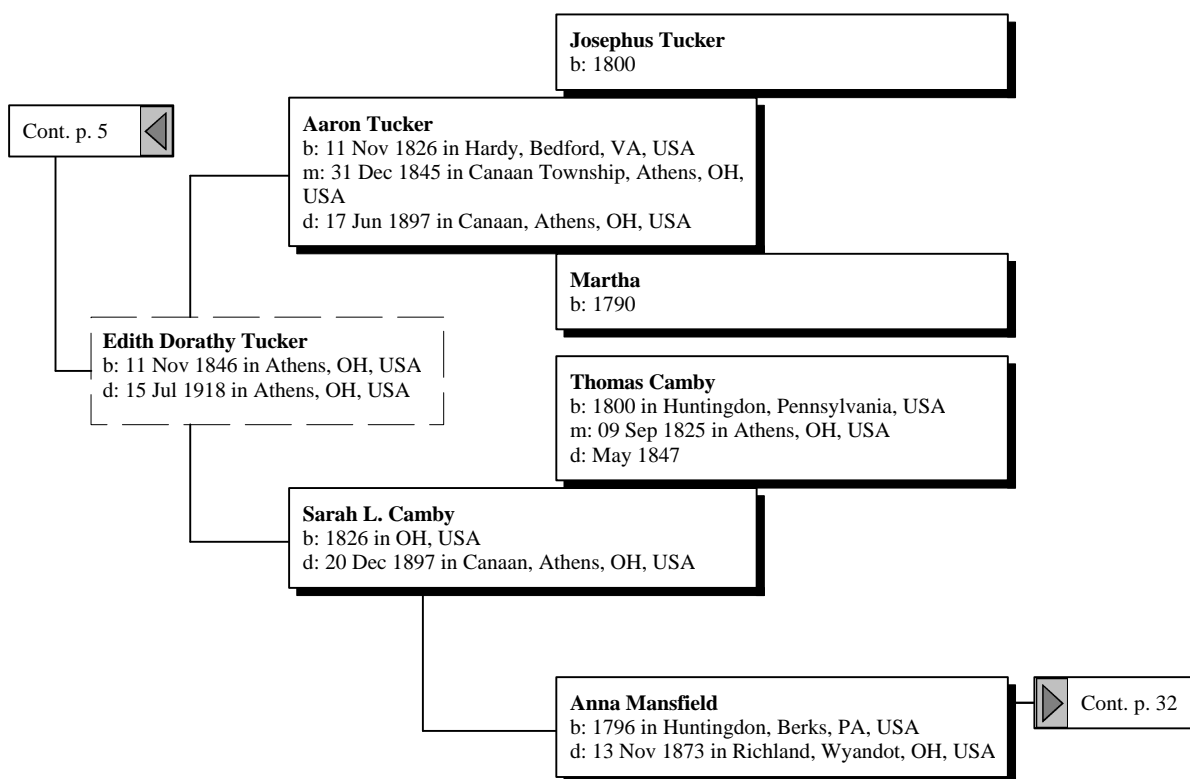 Josephus Tucker
b: 1800
Cont. p. 5
Aaron Tucker
b: 11 Nov 1826 in Hardy, Bedford, VA, USA
m: 31 Dec 1845 in Canaan Township, Athens, OH,
USA
d: 17 Jun 1897 in Canaan, Athens, OH, USA
Martha
b: 1790
Edith Dorathy Tucker
b: 11 Nov 1846 in Athens, OH, USA
d: 15 Jul 1918 in Athens, OH, USA
Thomas Camby
b: 1800 in Huntingdon, Pennsylvania, USA
m: 09 Sep 1825 in Athens, OH, USA
d: May 1847
Sarah L. Camby
b: 1826 in OH, USA
d: 20 Dec 1897 in Canaan, Athens, OH, USA
Anna Mansfield
b: 1796 in Huntingdon, Berks, PA, USA
d: 13 Nov 1873 in Richland, Wyandot, OH, USA
Cont. p. 32